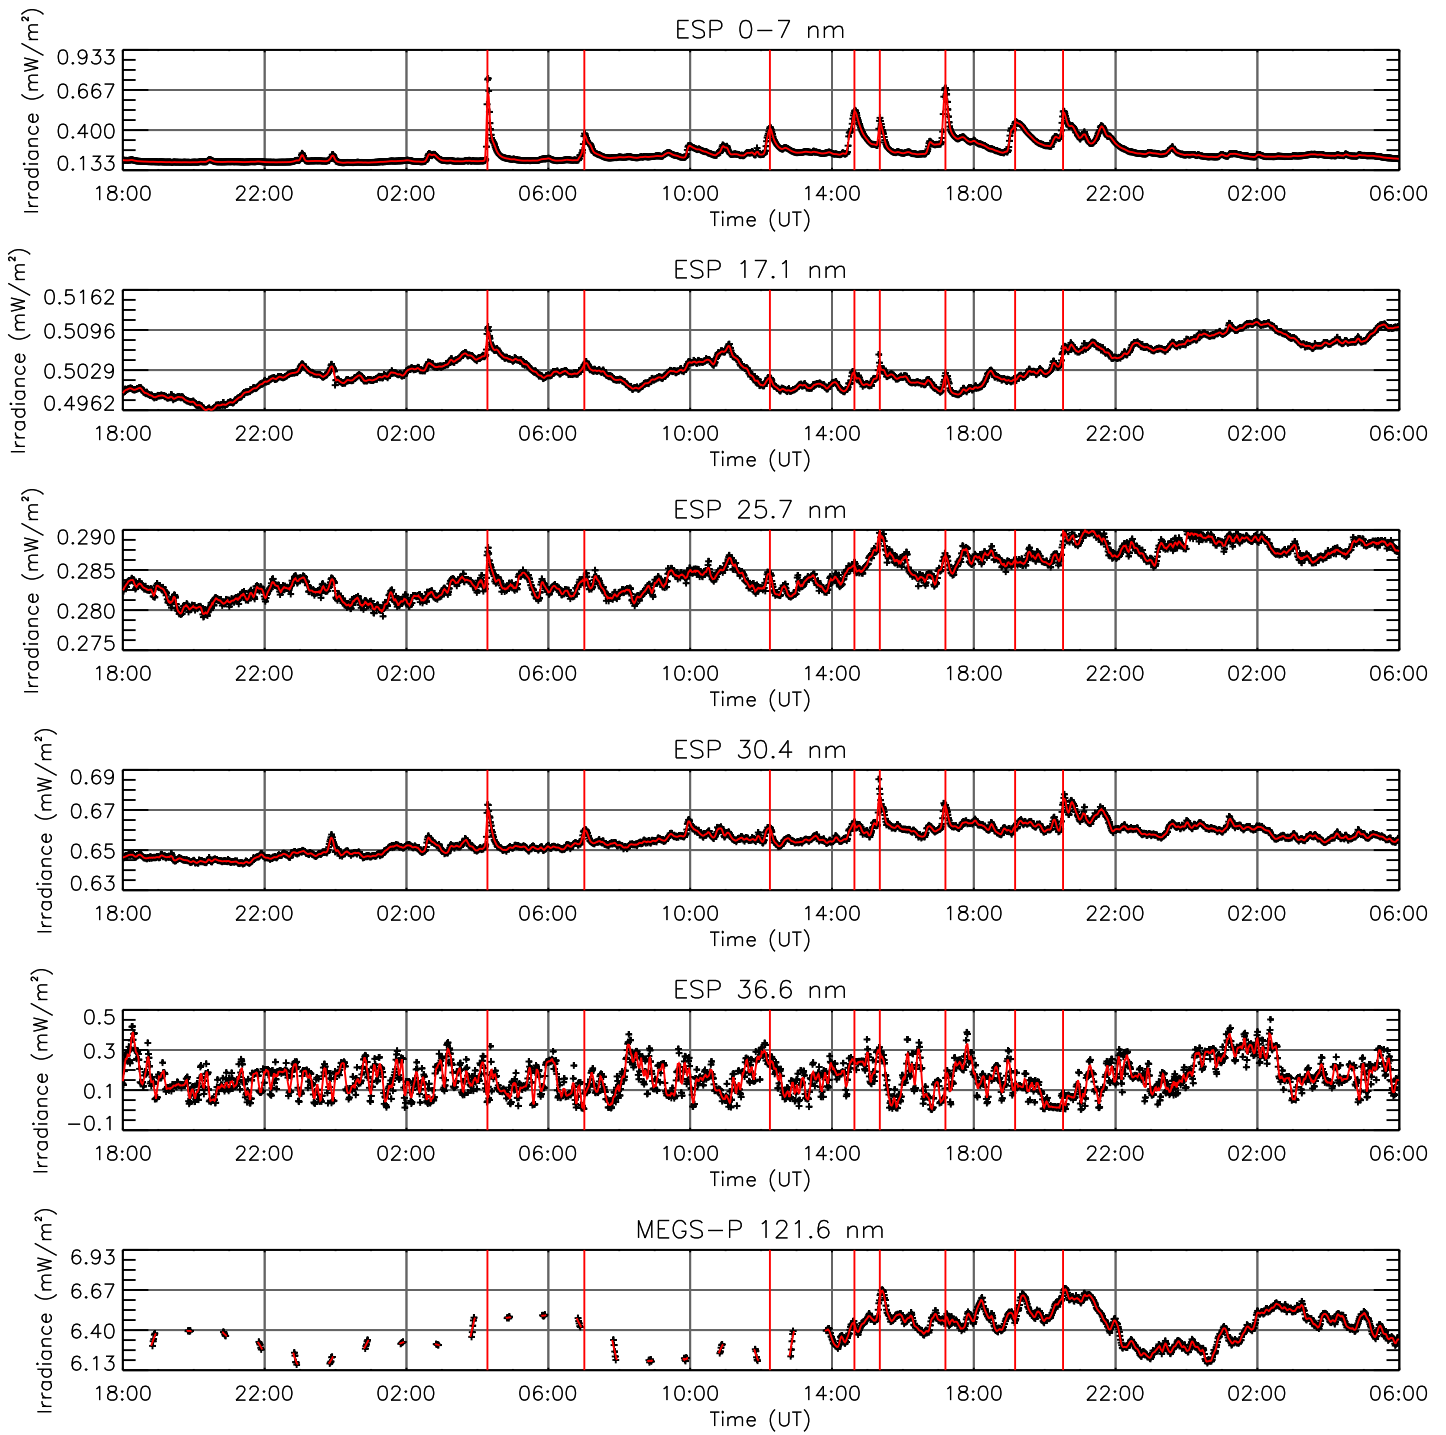 ESP 0−7 nm
Irradiance (mW/m²)
0.933
0.667
0.400
0.133
18:00 22:00 02:00 06:00 10:00 14:00 18:00 22:00 02:00 06:00
Time (UT)
ESP 17.1 nm
Irradiance (mW/m²)
0.5162
0.5096
0.5029
0.4962
18:00 22:00 02:00 06:00 10:00 14:00 18:00 22:00 02:00 06:00
Time (UT)
ESP 25.7 nm
Irradiance (mW/m²)
0.290
0.285
0.280
0.275
18:00 22:00 02:00 06:00 10:00 14:00 18:00 22:00 02:00 06:00
Time (UT)
ESP 30.4 nm
Irradiance (mW/m²)
0.69
0.67
0.65
0.63
18:00 22:00 02:00 06:00 10:00 14:00 18:00 22:00 02:00 06:00
Time (UT)
ESP 36.6 nm
Irradiance (mW/m²)
0.5
0.3
0.1
−0.1
18:00 22:00 02:00 06:00 10:00 14:00 18:00 22:00 02:00 06:00
Time (UT)
MEGS−P 121.6 nm
Irradiance (mW/m²)
6.93
6.67
6.40
6.13
18:00 22:00 02:00 06:00 10:00 14:00 18:00 22:00 02:00 06:00
Time (UT)